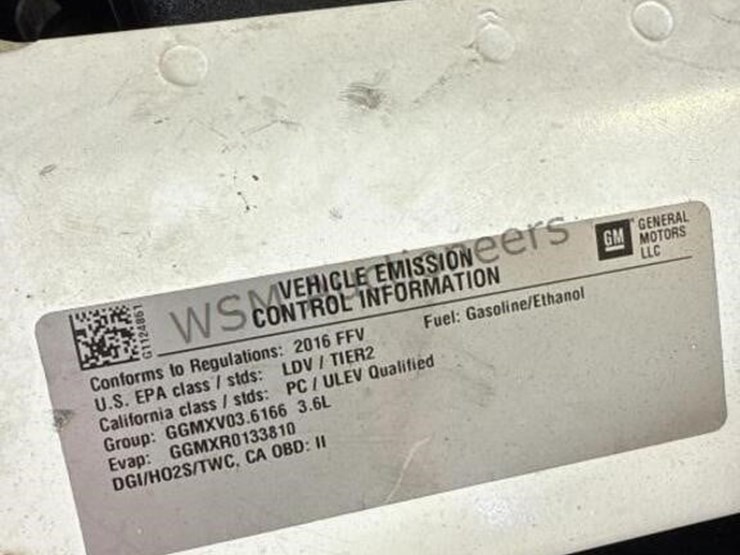 VEHICLE EMISSION
CONTROL INFORMATION
GM
GENERAL
MOTORS
LLC
G1124861
Conforms to Regulations: 2016 FFV
Fuel: Gasoline/Ethanol
U.S. EPA class / stds: LDV / TIER2
California class / stds: PC / ULEV Qualified
Group: GGMXV03.6166 3.6L
Evap: GGMXR0133810
DGI/HO2S/TWC, CA OBD: II
WSM Auctioneers